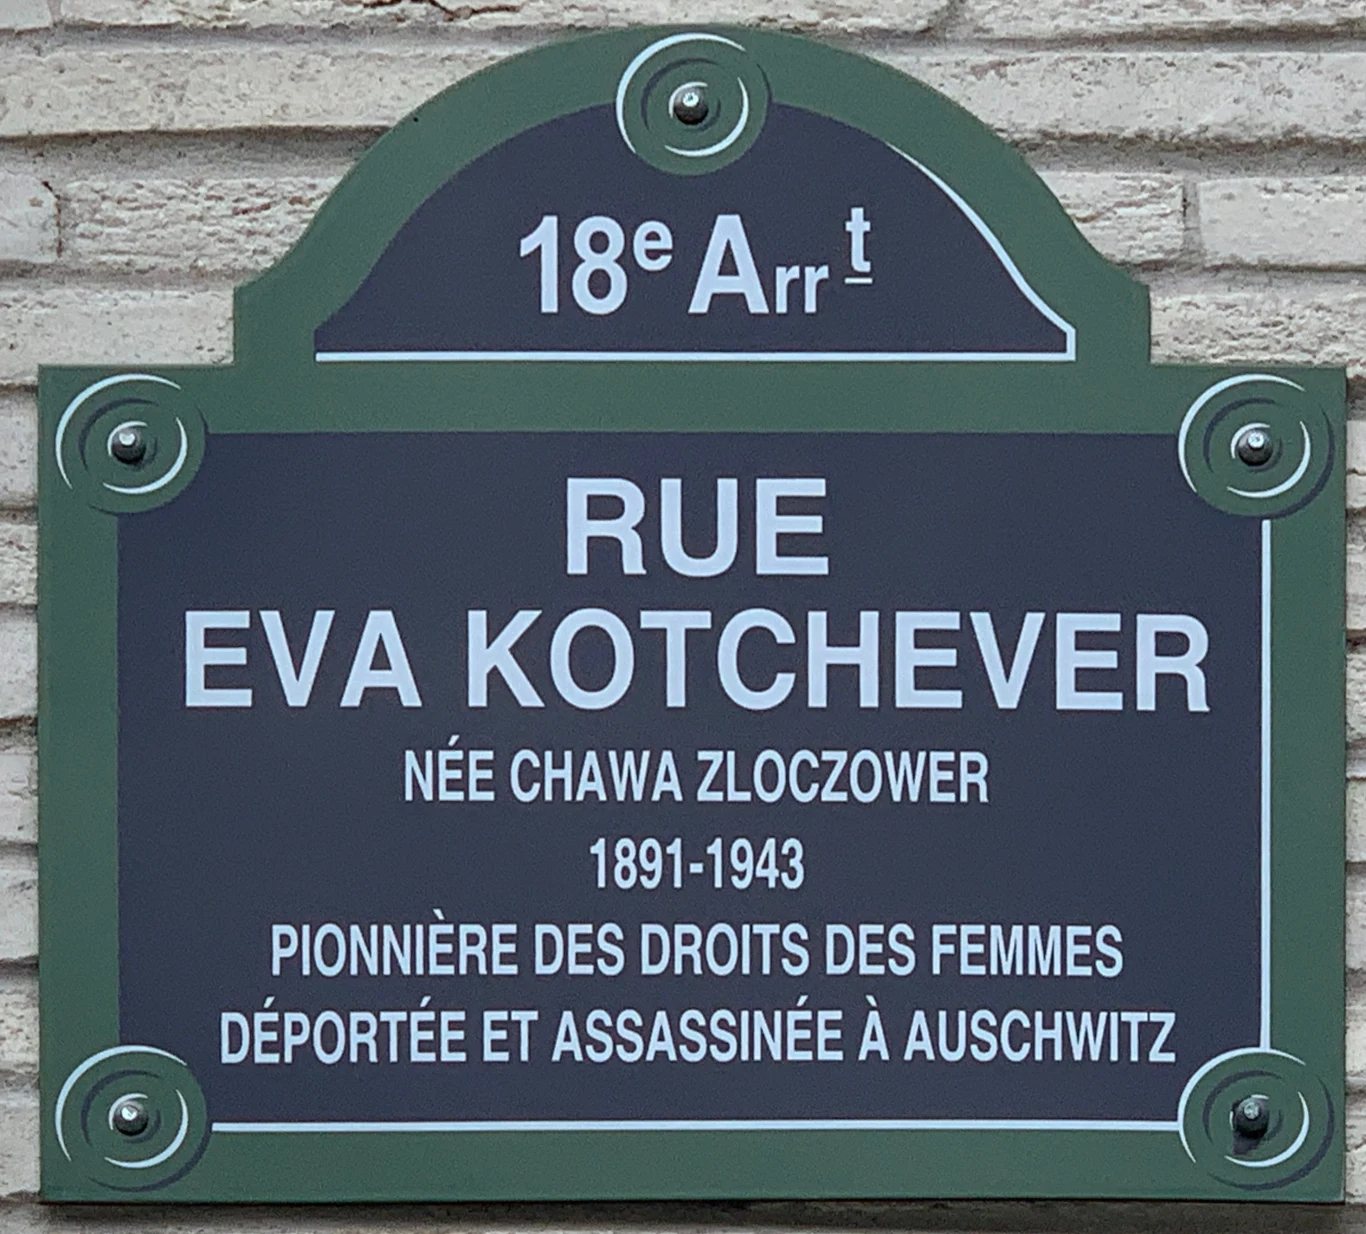 18e Arrt
RUE
EVA KOTCHEVER
NÉE CHAWA ZLOCZOWER
1891-1943
PIONNIÈRE DES DROITS DES FEMMES
DÉPORTÉE ET ASSASSINÉE À AUSCHWITZ